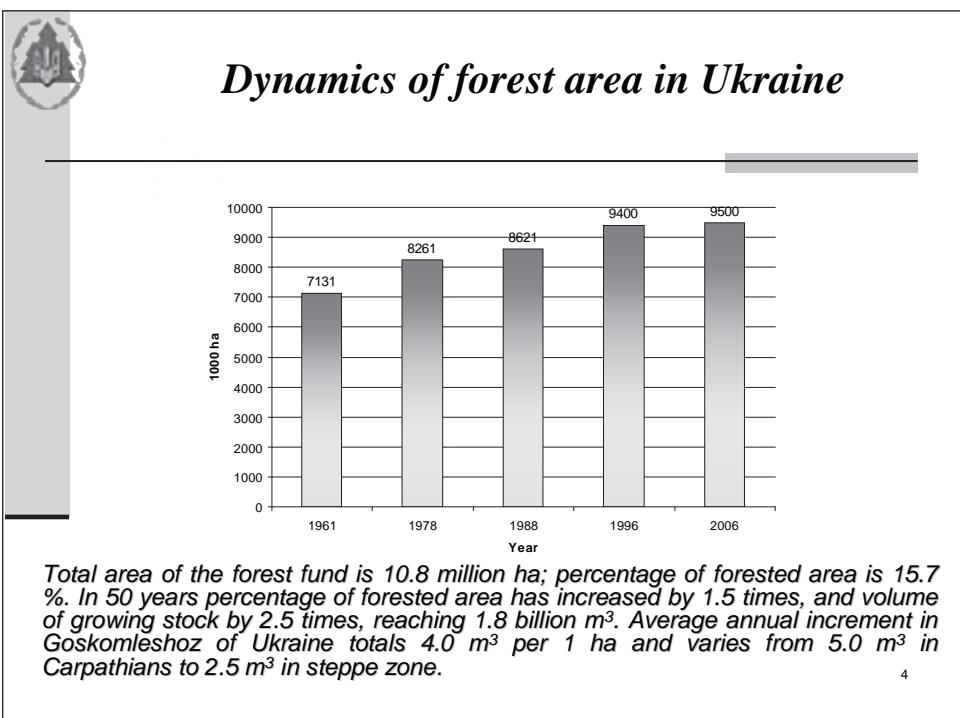 Dynamics of forest area in Ukraine
10000
9000
8000
7000
6000
5000
4000
3000
2000
1000
0
1000 ha
7131
8261
8621
9400
9500
1961 1978 1988 1996 2006
Year
Total area of the forest fund is 10.8 million ha; percentage of forested area is 15.7
%. In 50 years percentage of forested area has increased by 1.5 times, and volume
of growing stock by 2.5 times, reaching 1.8 billion m³. Average annual increment in
Goskomleshoz of Ukraine totals 4.0 m³ per 1 ha and varies from 5.0 m³ in
Carpathians to 2.5 m³ in steppe zone.
4